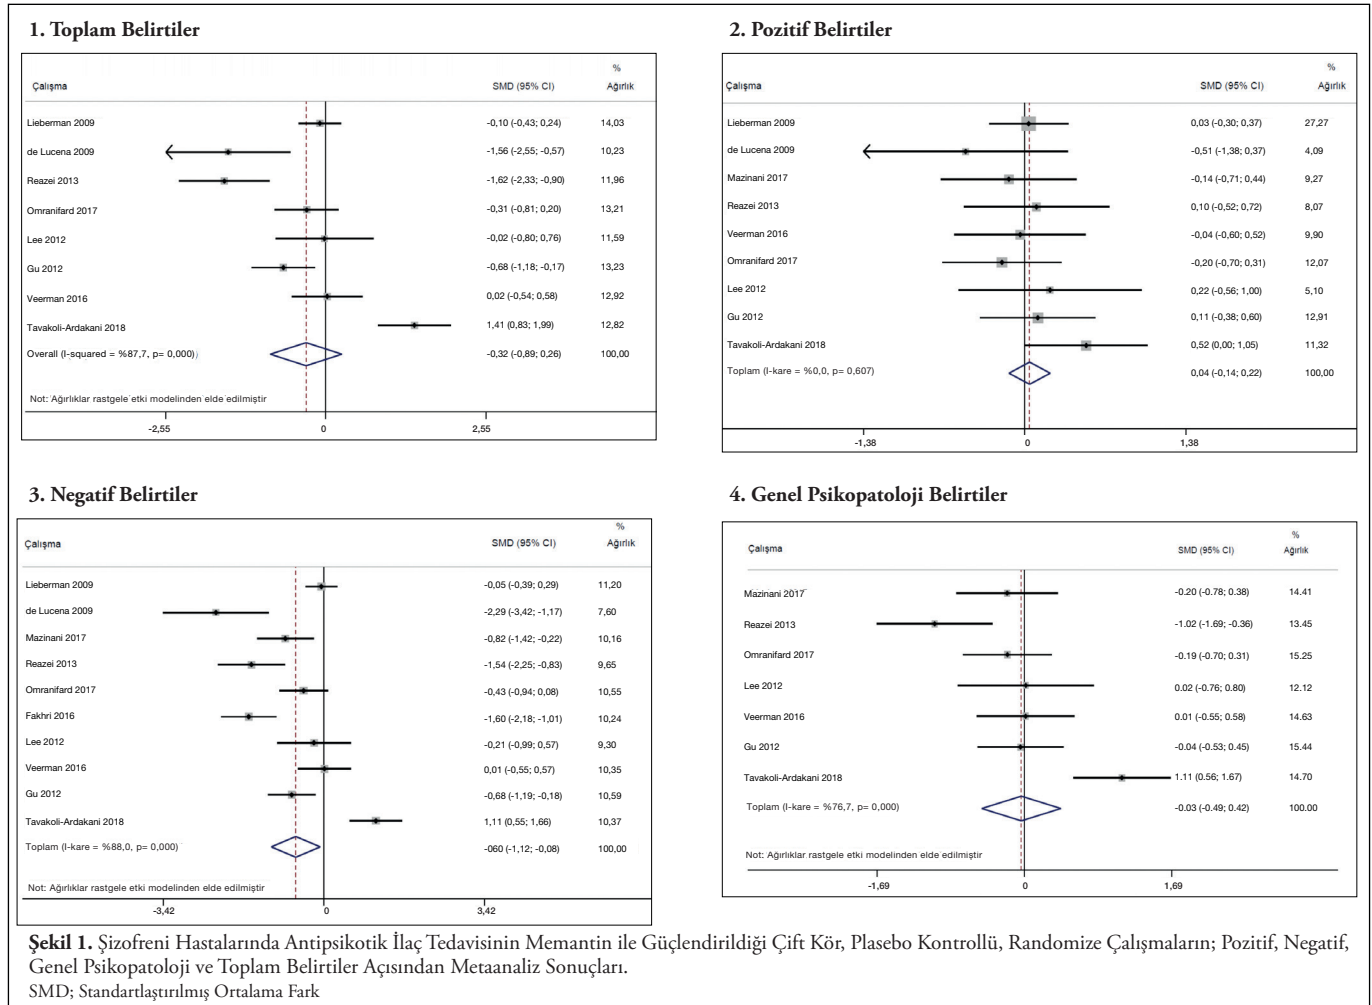 1. Toplam Belirtiler
%
Çalışma SMD (95% CI) Ağırlık
Lieberman 2009 -0,10 (-0,43; 0,24) 14,03
de Lucena 2009 -1,56 (-2,55; -0,57) 10,23
Reazei 2013 -1,62 (-2,33; -0,90) 11,96
Omranifard 2017 -0,31 (-0,81; 0,20) 13,21
Lee 2012 -0,02 (-0,80; 0,76) 11,59
Gu 2012 -0,68 (-1,18; -0,17) 13,23
Veerman 2016 0,02 (-0,54; 0,58) 12,92
Tavakoli-Ardakani 2018 1,41 (0,83; 1,99) 12,82
Overall (I-squared = %87,7, p= 0,000) -0,32 (-0,89; 0,26) 100,00
Not: Ağırlıklar rastgele etki modelinden elde edilmiştir
-2,55 0 2,55
2. Pozitif Belirtiler
%
Çalışma SMD (95% CI) Ağırlık
Lieberman 2009 0,03 (-0,30; 0,37) 27,27
de Lucena 2009 -0,51 (-1,38; 0,37) 4,09
Mazinani 2017 -0,14 (-0,71; 0,44) 9,27
Reazei 2013 0,10 (-0,52; 0,72) 8,07
Veerman 2016 -0,04 (-0,60; 0,52) 9,90
Omranifard 2017 -0,20 (-0,70; 0,31) 12,07
Lee 2012 0,22 (-0,56; 1,00) 5,10
Gu 2012 0,11 (-0,38; 0,60) 12,91
Tavakoli-Ardakani 2018 0,52 (0,00; 1,05) 11,32
Toplam (I-kare = %0,0, p= 0,607) 0,04 (-0,14; 0,22) 100,00
-1,38 0 1,38
3. Negatif Belirtiler
%
Çalışma SMD (95% CI) Ağırlık
Lieberman 2009 -0,05 (-0,39; 0,29) 11,20
de Lucena 2009 -2,29 (-3,42; -1,17) 7,60
Mazinani 2017 -0,82 (-1,42; -0,22) 10,16
Reazei 2013 -1,54 (-2,25; -0,83) 9,65
Omranifard 2017 -0,43 (-0,94; 0,08) 10,55
Fakhri 2016 -1,60 (-2,18; -1,01) 10,24
Lee 2012 -0,21 (-0,99; 0,57) 9,30
Veerman 2016 0,01 (-0,55; 0,57) 10,35
Gu 2012 -0,68 (-1,19; -0,18) 10,59
Tavakoli-Ardakani 2018 1,11 (0,55; 1,66) 10,37
Toplam (I-kare = %88,0, p= 0,000) -060 (-1,12; -0,08) 100,00
Not: Ağırlıklar rastgele etki modelinden elde edilmiştir
-3,42 0 3,42
4. Genel Psikopatoloji Belirtiler
%
Çalışma SMD (95% CI) Ağırlık
Mazinani 2017 -0.20 (-0.78; 0.38) 14.41
Reazei 2013 -1.02 (-1.69; -0.36) 13.45
Omranifard 2017 -0.19 (-0.70; 0.31) 15.25
Lee 2012 0.02 (-0.76; 0.80) 12.12
Veerman 2016 0.01 (-0.55; 0.58) 14.63
Gu 2012 -0.04 (-0.53; 0.45) 15.44
Tavakoli-Ardakani 2018 1.11 (0.56; 1.67) 14.70
Toplam (I-kare = %76,7, p= 0,000) -0.03 (-0.49; 0.42) 100.00
Not: Ağırlıklar rastgele etki modelinden elde edilmiştir
-1,69 0 1,69
Şekil 1. Şizofreni Hastalarında Antipsikotik İlaç Tedavisinin Memantin ile Güçlendirildiği Çift Kör, Plasebo Kontrollü, Randomize Çalışmaların; Pozitif, Negatif,
Genel Psikopatoloji ve Toplam Belirtiler Açısından Metaanaliz Sonuçları.
SMD; Standartlaştırılmış Ortalama Fark